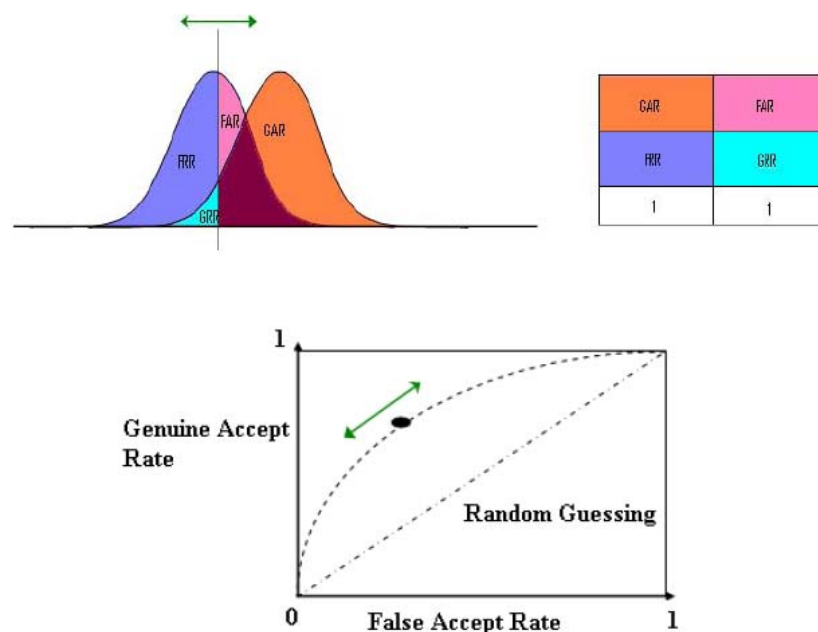 FAR
GAR
FRR
GRR
GAR FAR
FRR GRR
1 1
1
Genuine Accept
Rate
Random Guessing
0
False Accept Rate
1